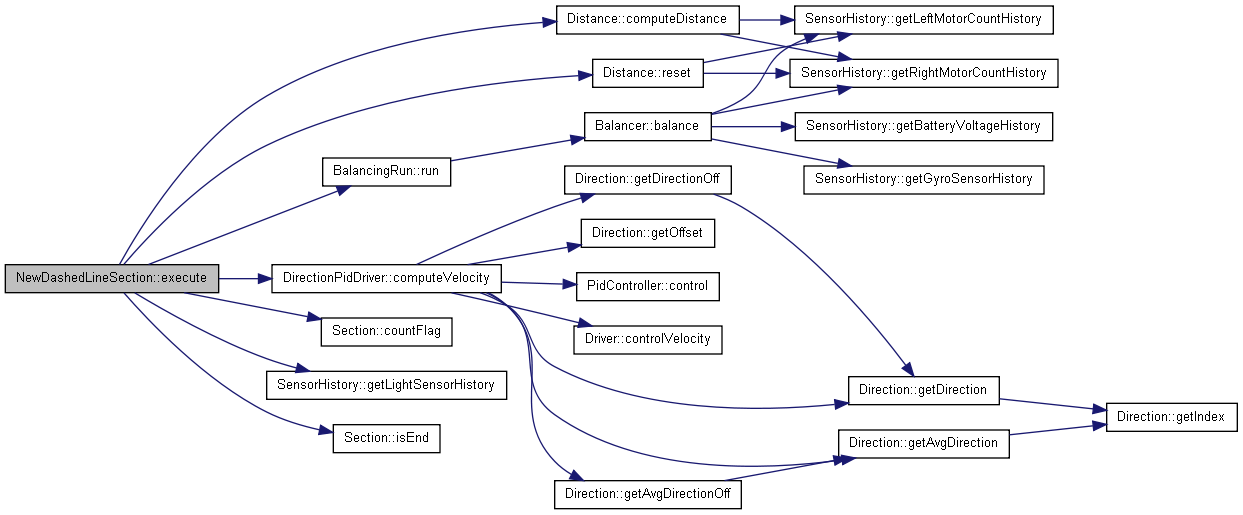 Distance::computeDistance
SensorHistory::getLeftMotorCountHistory
Distance::reset
SensorHistory::getRightMotorCountHistory
Balancer::balance
SensorHistory::getBatteryVoltageHistory
BalancingRun::run
Direction::getDirectionOff
SensorHistory::getGyroSensorHistory
Direction::getOffset
NewDashedLineSection::execute
DirectionPidDriver::computeVelocity
PidController::control
Section::countFlag
Driver::controlVelocity
SensorHistory::getLightSensorHistory
Direction::getDirection
Direction::getIndex
Section::isEnd
Direction::getAvgDirection
Direction::getAvgDirectionOff